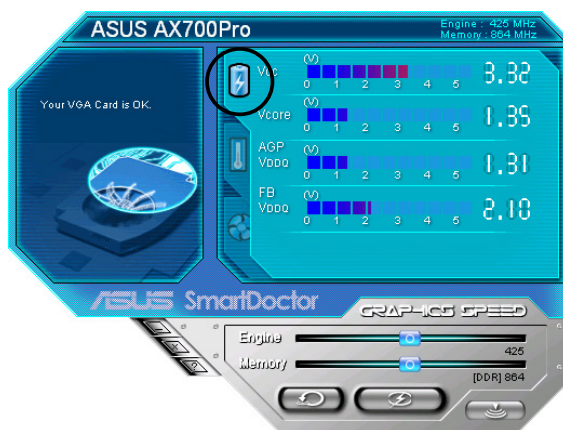 ASUS AX700Pro
Engine : 425 MHz
Memory : 864 MHz
Your VGA Card is OK.
Vcc (V) 3.32
0 1 2 3 4 5
Vcore (V) 1.35
0 1 2 3 4 5
AGP
VDDQ (V) 1.31
0 1 2 3 4 5
FB
VDDQ (V) 2.10
0 1 2 3 4 5
ASUS SmartDoctor
GRAPHICS SPEED
Engine
425
Memory
[DDR] 864